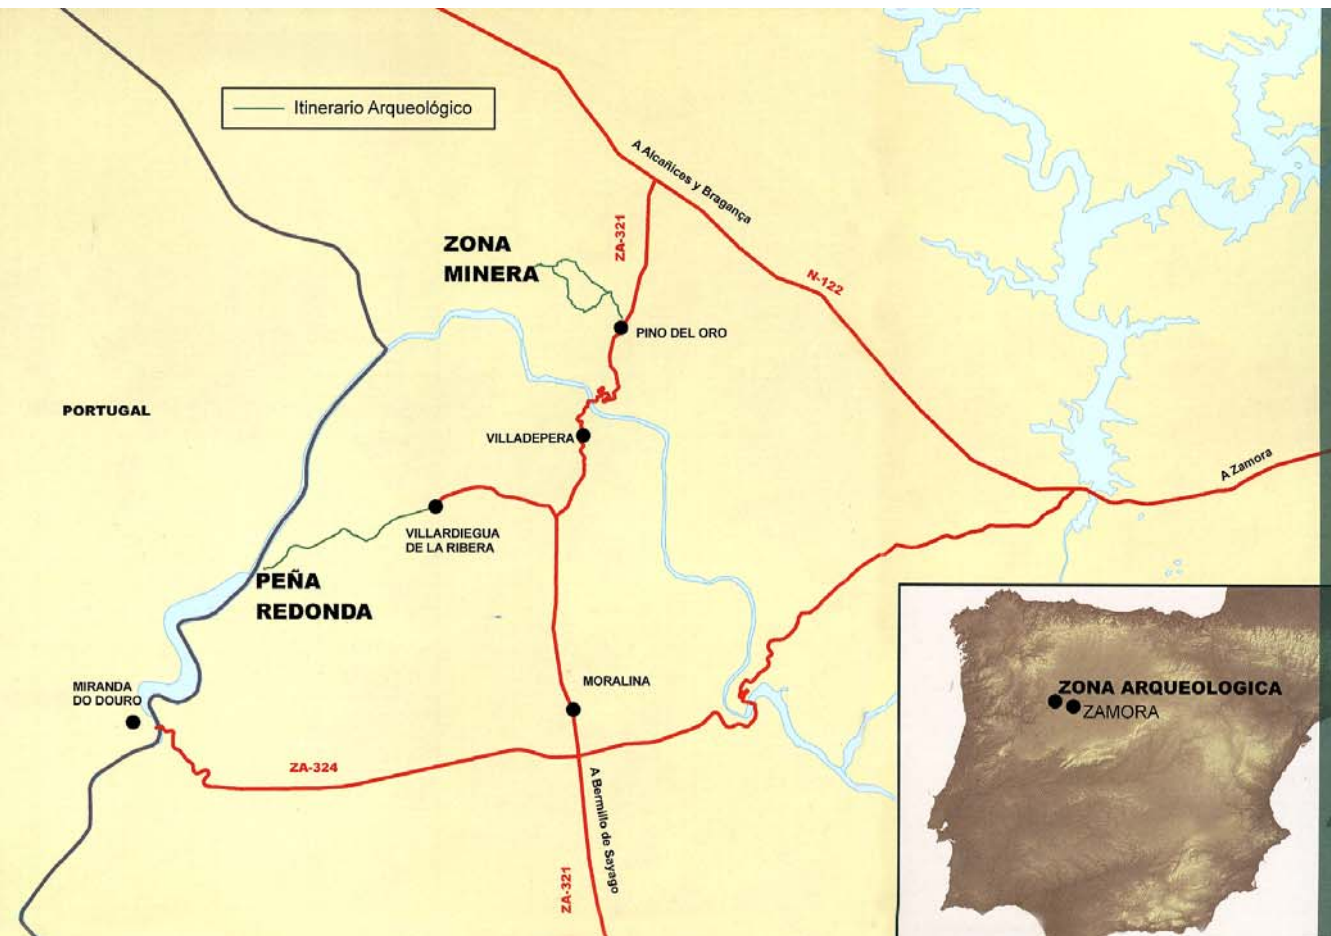 Itinerario Arqueológico
A Alcañices y Bragança
ZA-321
ZONA
MINERA
N-122
PINO DEL ORO
PORTUGAL
VILLADEPERA
A Zamora
VILLARDIEGUA
DE LA RIBERA
PEÑA
REDONDA
MIRANDA
DO DOURO
MORALINA
ZONA ARQUEOLOGICA
ZAMORA
ZA-324
A Bermillo de Sayago
ZA-321